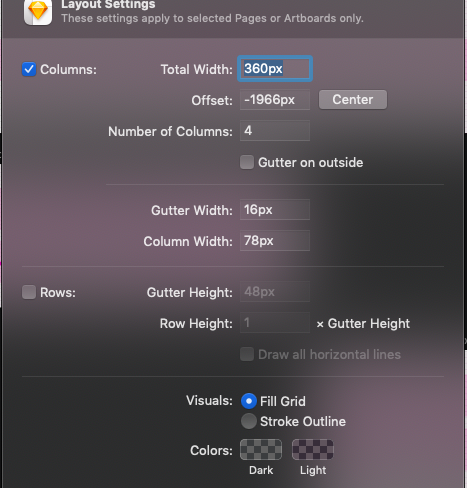 Layout Settings
These settings apply to selected Pages or Artboards only.
Columns: Total Width: 360px
Offset: -1966px Center
Number of Columns: 4
Gutter on outside
Gutter Width: 16px
Column Width: 78px
Rows: Gutter Height: 48px
Row Height: 1 × Gutter Height
Draw all horizontal lines
Visuals: Fill Grid
Stroke Outline
Colors:
Dark Light